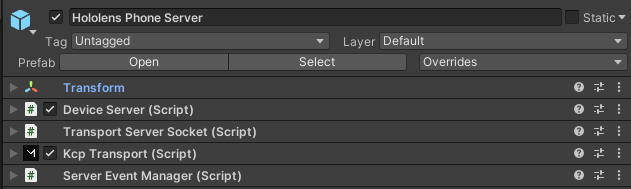 Hololens Phone Server Static
Tag Untagged Layer Default
Prefab Open Select Overrides
Transform
# Device Server (Script)
# Transport Server Socket (Script)
Kcp Transport (Script)
# Server Event Manager (Script)